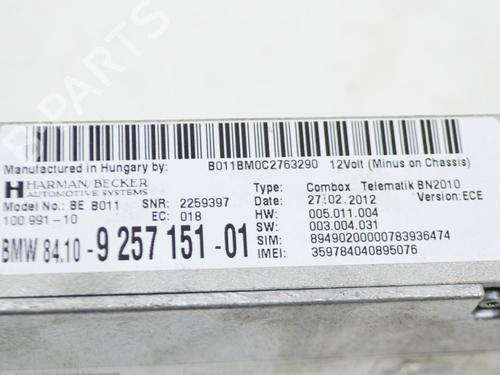 B PARTS
Manufactured in Hungary by: B011BM0C2763290 12Volt (Minus on Chassis)
HARMAN/BECKER
AUTOMOTIVE SYSTEMS
Type: Combox Telematik BN2010
Model No.: BE B011 SNR: 2259397 Date: 27.02.2012 Version:ECE
100 991-10 EC: 018 HW: 005.011.004
SW: 003.004.031
BMW 84.10-9 257 151-01 SIM: 89490200000783936474
IMEI: 359784040895076